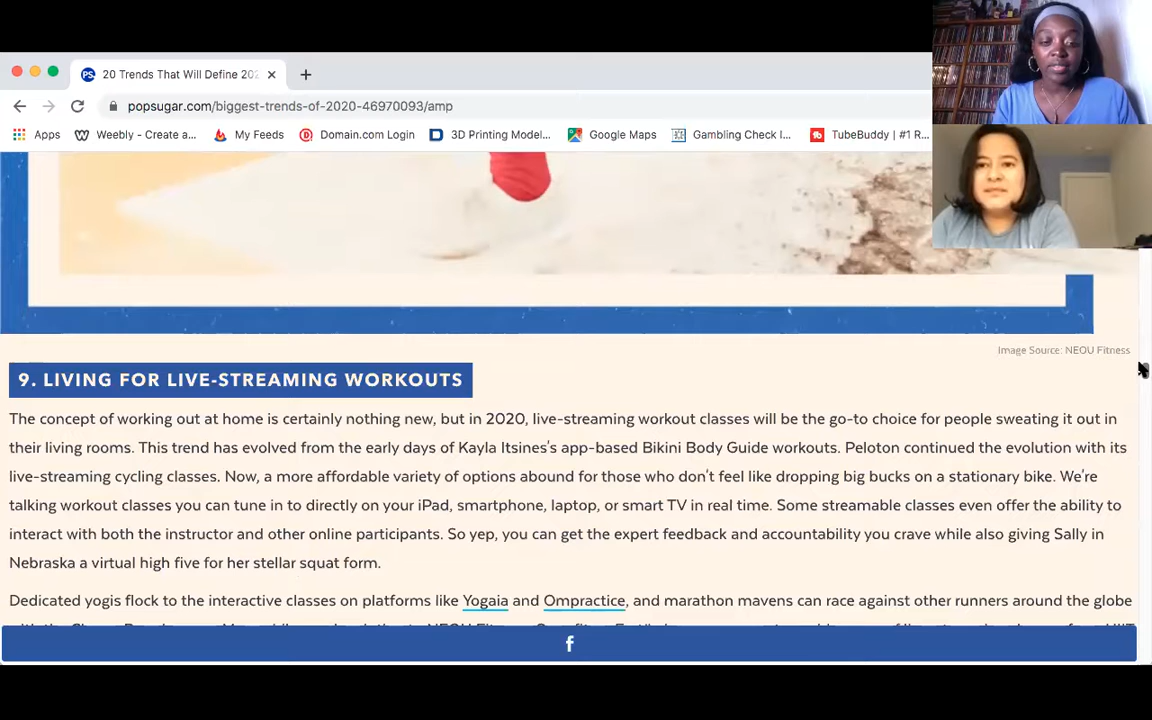 PS
20 Trends That Will Define 202
popsugar.com/biggest-trends-of-2020-46970093/amp
Apps
Weebly - Create a...
My Feeds
Domain.com Login
3D Printing Model...
Google Maps
Gambling Check I...
TubeBuddy | #1 R...
Image Source: NEOU Fitness
9. LIVING FOR LIVE-STREAMING WORKOUTS
The concept of working out at home is certainly nothing new, but in 2020, live-streaming workout classes will be the go-to choice for people sweating it out in
their living rooms. This trend has evolved from the early days of Kayla Itsines's app-based Bikini Body Guide workouts. Peloton continued the evolution with its
live-streaming cycling classes. Now, a more affordable variety of options abound for those who don't feel like dropping big bucks on a stationary bike. We're
talking workout classes you can tune in to directly on your iPad, smartphone, laptop, or smart TV in real time. Some streamable classes even offer the ability to
interact with both the instructor and other online participants. So yep, you can get the expert feedback and accountability you crave while also giving Sally in
Nebraska a virtual high five for her stellar squat form.
Dedicated yogis flock to the interactive classes on platforms like Yogaia and Ompractice, and marathon mavens can race against other runners around the globe
f